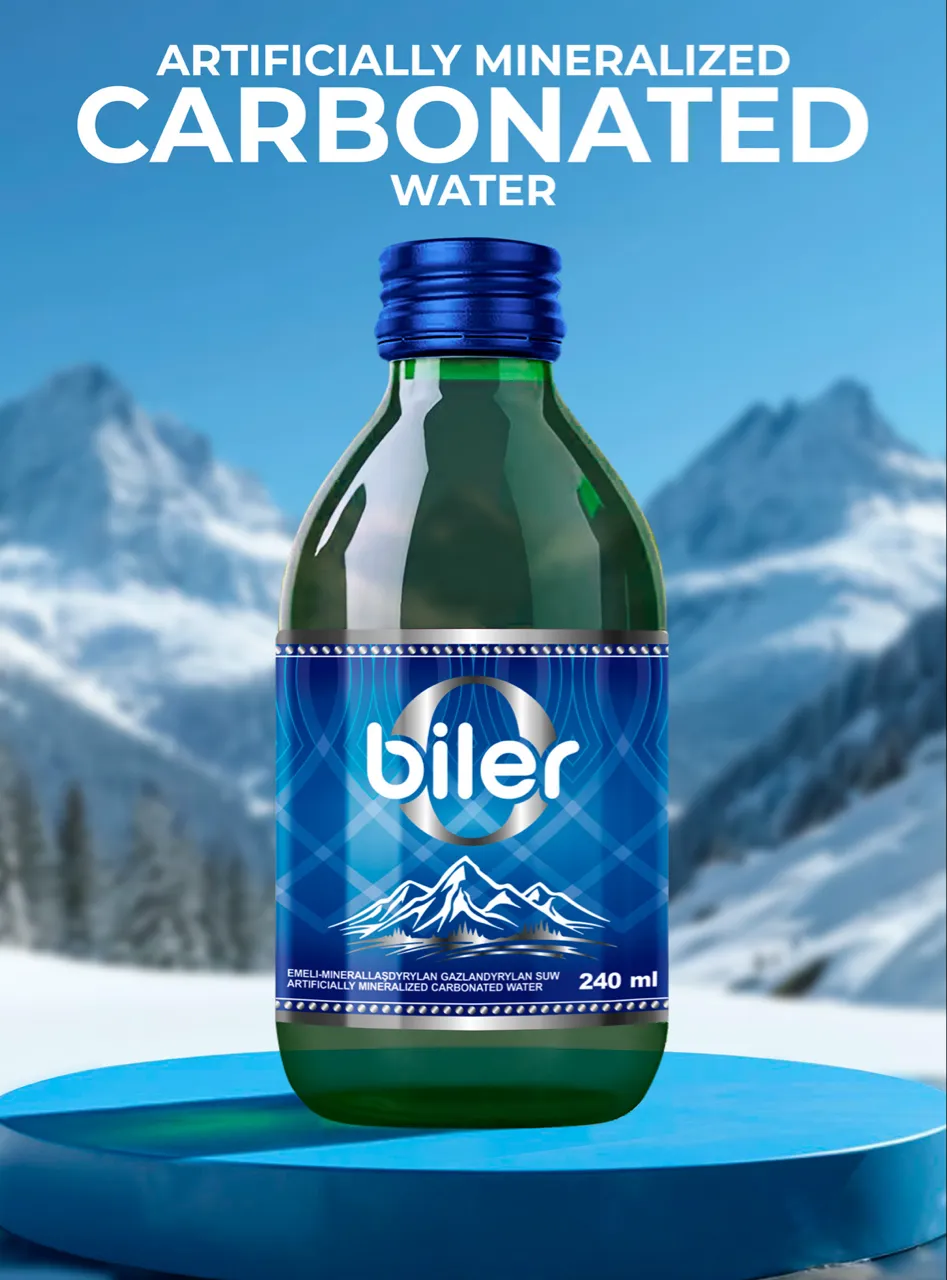 ARTIFICIALLY MINERALIZED
CARBONATED
WATER
biler
EMELI-MINERALLAŞDYRYLAN GAZLANDYRYLAN SUW
ARTIFICIALLY MINERALIZED CARBONATED WATER
240 ml